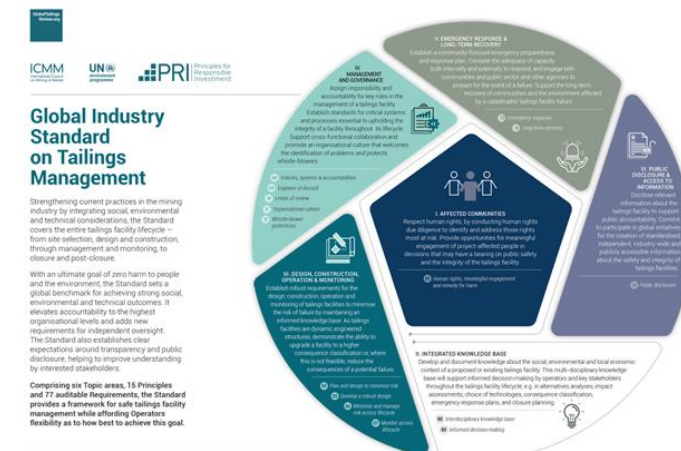 Global Tailings
Review.org
ICMM
International Council
on Mining & Metals
UN
environment
programme
PRI
Principles for
Responsible
Investment
Global Industry
Standard
on Tailings
Management
Strengthening current practices in the mining
industry by integrating social, environmental
and technical considerations, the Standard
covers the entire tailings facility lifecycle –
from site selection, design and construction,
through management and monitoring, to
closure and post-closure.
With an ultimate goal of zero harm to people
and the environment, the Standard sets a
global benchmark for achieving strong social,
environmental and technical outcomes. It
elevates accountability to the highest
organisational levels and adds new
requirements for independent oversight.
The Standard also establishes clear
expectations around transparency and public
disclosure, helping to improve understanding
by interested stakeholders.
Comprising six Topic areas, 15 Principles
and 77 auditable Requirements, the Standard
provides a framework for safe tailings facility
management while affording Operators
flexibility as to how best to achieve this goal.
V. EMERGENCY RESPONSE &
LONG-TERM RECOVERY
Establish a community-focused emergency preparedness
and response plan. Consider the adequacy of capacity
both internally and externally to respond, and engage with
communities and public sector and other agencies to
prepare for the event of a failure. Support the long-term
recovery of communities and the environment affected
by a catastrophic tailings facility failure.
13 Emergency response
14 Long-term recovery
IV.
MANAGEMENT
AND GOVERNANCE
Assign responsibility and
accountability for key roles in the
management of a tailings facility.
Establish standards for critical systems
and processes essential to upholding the
integrity of a facility throughout its lifecycle.
Support cross-functional collaboration and
promote an organisational culture that welcomes
the identification of problems and protects
whistle-blowers.
08 Policies, systems & accountabilities
09 Engineer of Record
10 Levels of review
11 Organisational culture
12 Whistle-blower
protections
VI. PUBLIC
DISCLOSURE &
ACCESS TO
INFORMATION
Disclose relevant
information about the
tailings facility to support
public accountability. Commit
to participate in global initiatives
for the creation of standardised
independent, industry-wide and
publicly accessible information
about the safety and integrity of
tailings facilities.
15 Public disclosure
I. AFFECTED COMMUNITIES
Respect human rights, by conducting human rights
due diligence to identify and address those rights
most at risk. Provide opportunities for meaningful
engagement of project-affected people in
decisions that may have a bearing on public safety
and the integrity of the tailings facility.
01 Human rights, meaningful engagement
and remedy for harm
III. DESIGN, CONSTRUCTION,
OPERATION & MONITORING
Establish robust requirements for the
design, construction, operation and
monitoring of tailings facilities to minimise
the risk of failure by maintaining an
informed knowledge base. As tailings
facilities are dynamic engineered
structures, demonstrate the ability to
upgrade a facility to a higher
consequence classification or, where
this is not feasible, reduce the
consequences of a potential failure.
04 Plan and design to minimise risk
05 Develop a robust design
06 Minimise and manage
risk across lifecycle
07 Monitor across
lifecycle
II. INTEGRATED KNOWLEDGE BASE
Develop and document knowledge about the social, environmental and local economic
context of a proposed or existing tailings facility. This multi-disciplinary knowledge
base will support informed decision making by operators and key stakeholders
throughout the tailings facility lifecycle, e.g. in alternatives analyses, impact
assessments, choice of technologies, consequence classification,
emergency response plans, and closure planning.
02 Interdisciplinary knowledge base
03 Informed decision-making